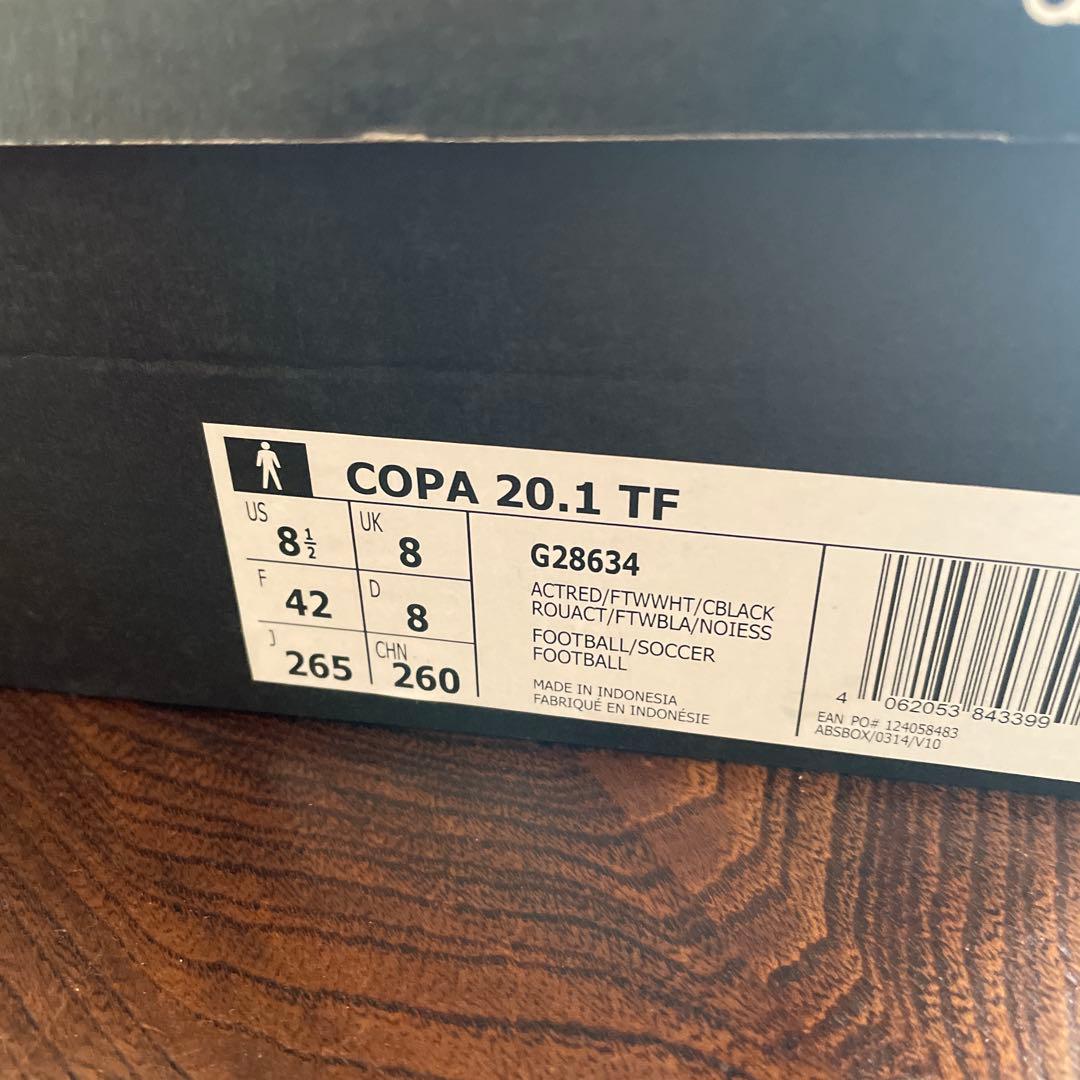 COPA 20.1 TF
US 8½ UK 8
F 42 D 8
J 265 CHN 260
G28634
ACTRED/FTWWHT/CBLACK
ROUACT/FTWBLA/NOIESS
FOOTBALL/SOCCER
FOOTBALL
MADE IN INDONESIA
FABRIQUÉ EN INDONÉSIE
4 062053 843399
EAN PO# 124058483
ABSBOX/0314/V10